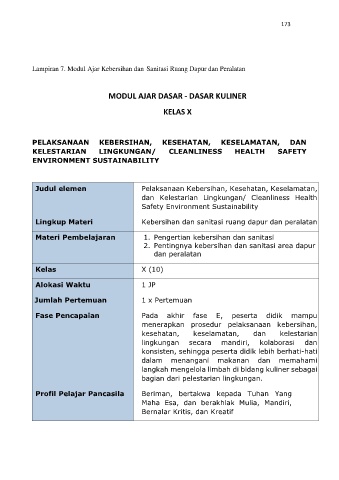 173
Lampiran 7. Modul Ajar Kebersihan dan Sanitasi Ruang Dapur dan Peralatan
MODUL AJAR DASAR - DASAR KULINER
KELAS X
PELAKSANAAN KEBERSIHAN, KESEHATAN, KESELAMATAN, DAN
KELESTARIAN LINGKUNGAN/ CLEANLINESS HEALTH SAFETY
ENVIRONMENT SUSTAINABILITY
Judul elemen
Pelaksanaan Kebersihan, Kesehatan, Keselamatan,
dan Kelestarian Lingkungan/ Cleanliness Health
Safety Environment Sustainability
Lingkup Materi
Kebersihan dan sanitasi ruang dapur dan peralatan
Materi Pembelajaran
1. Pengertian kebersihan dan sanitasi
2. Pentingnya kebersihan dan sanitasi area dapur
dan peralatan
Kelas
X (10)
Alokasi Waktu
1 JP
Jumlah Pertemuan
1 x Pertemuan
Fase Pencapaian
Pada akhir fase E, peserta didik mampu
menerapkan prosedur pelaksanaan kebersihan,
kesehatan, keselamatan, dan kelestarian
lingkungan secara mandiri, kolaborasi dan
konsisten, sehingga peserta didik lebih berhati-hati
dalam menangani makanan dan memahami
langkah mengelola limbah di bidang kuliner sebagai
bagian dari pelestarian lingkungan.
Profil Pelajar Pancasila
Beriman, bertakwa kepada Tuhan Yang
Maha Esa, dan berakhlak Mulia, Mandiri,
Bernalar Kritis, dan Kreatif